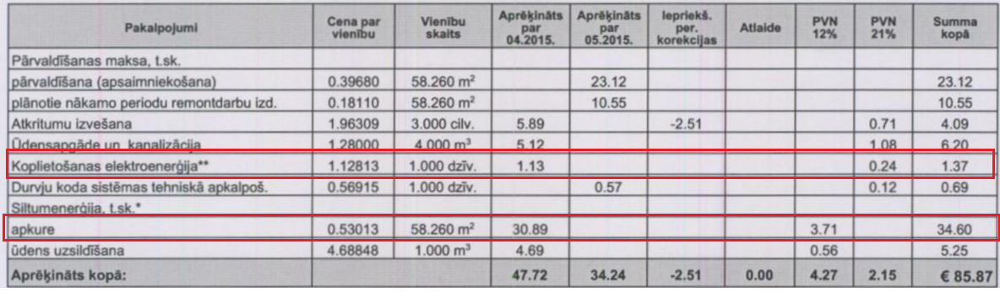 Pakalpojumi Cena par vienību Vienību skaits Aprēķināts par 04.2015. Aprēķināts par 05.2015. Iepriekš. per. korekcijas Atlaide PVN 12% PVN 21% Summa kopā
Pārvaldīšanas maksa, t.sk.
pārvaldīšana (apsaimniekošana) 0.39680 58.260 m² 23.12 23.12
plānotie nākamo periodu remontdarbu izd. 0.18110 58.260 m² 10.55 10.55
Atkritumu izvešana 1.96309 3.000 cilv. 5.89 -2.51 0.71 4.09
Ūdensapgāde un kanalizācija 1.28000 4.000 m³ 5.12 1.08 6.20
Koplietošanas elektroenerģija** 1.12813 1.000 dzīv. 1.13 0.24 1.37
Durvju koda sistēmas tehniskā apkalpoš. 0.56915 1.000 dzīv. 0.57 0.12 0.69
Siltumenerģija, t.sk.*
apkure 0.53013 58.260 m² 30.89 3.71 34.60
ūdens uzsildīšana 4.68848 1.000 m³ 4.69 0.56 5.25
Aprēķināts kopā: 47.72 34.24 -2.51 0.00 4.27 2.15 € 85.87